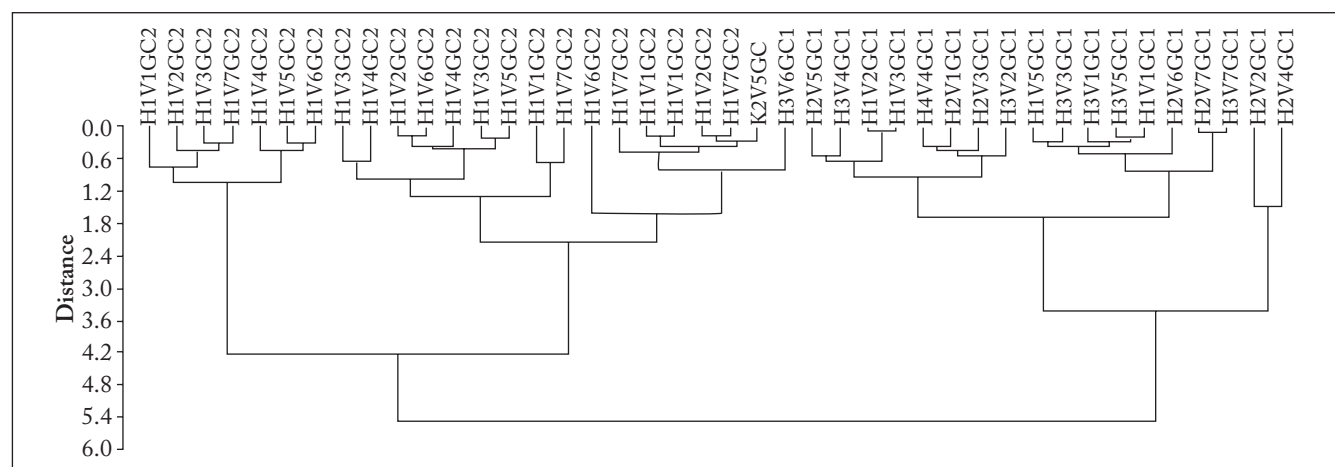 H1V1GC2
H1V2GC2
H1V3GC2
H1V7GC2
H1V4GC2
H1V5GC2
H1V6GC2
H1V3GC2
H1V4GC2
H1V2GC2
H1V6GC2
H1V4GC2
H1V3GC2
H1V5GC2
H1V1GC2
H1V7GC2
H1V6GC2
H1V7GC2
H1V1GC2
H1V1GC2
H1V2GC2
H1V7GC2
K2V5GC
H3V6GC1
H2V5GC1
H3V4GC1
H1V2GC1
H1V3GC1
H4V4GC1
H2V1GC1
H2V3GC1
H3V2GC1
H1V5GC1
H3V3GC1
H3V1GC1
H3V5GC1
H1V1GC1
H2V6GC1
H2V7GC1
H3V7GC1
H2V2GC1
H2V4GC1
Distance
0.0
0.6
1.2
1.8
2.4
3.0
3.6
4.2
4.8
5.4
6.0